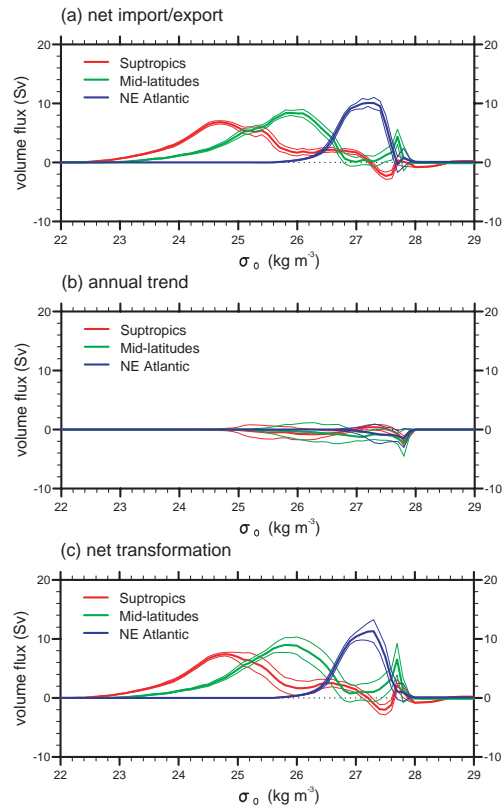 (a) net import/export
20
20
Suptropics
Mid-latitudes
NE Atlantic
10
10
0
0
-10
-10
volume flux (Sv)
22 23 24 25 26 27 28 29
σ₀ (kg m⁻³)
(b) annual trend
20
20
Suptropics
Mid-latitudes
NE Atlantic
10
10
0
0
-10
-10
volume flux (Sv)
22 23 24 25 26 27 28 29
σ₀ (kg m⁻³)
(c) net transformation
20
20
Suptropics
Mid-latitudes
NE Atlantic
10
10
0
0
-10
-10
volume flux (Sv)
22 23 24 25 26 27 28 29
σ₀ (kg m⁻³)